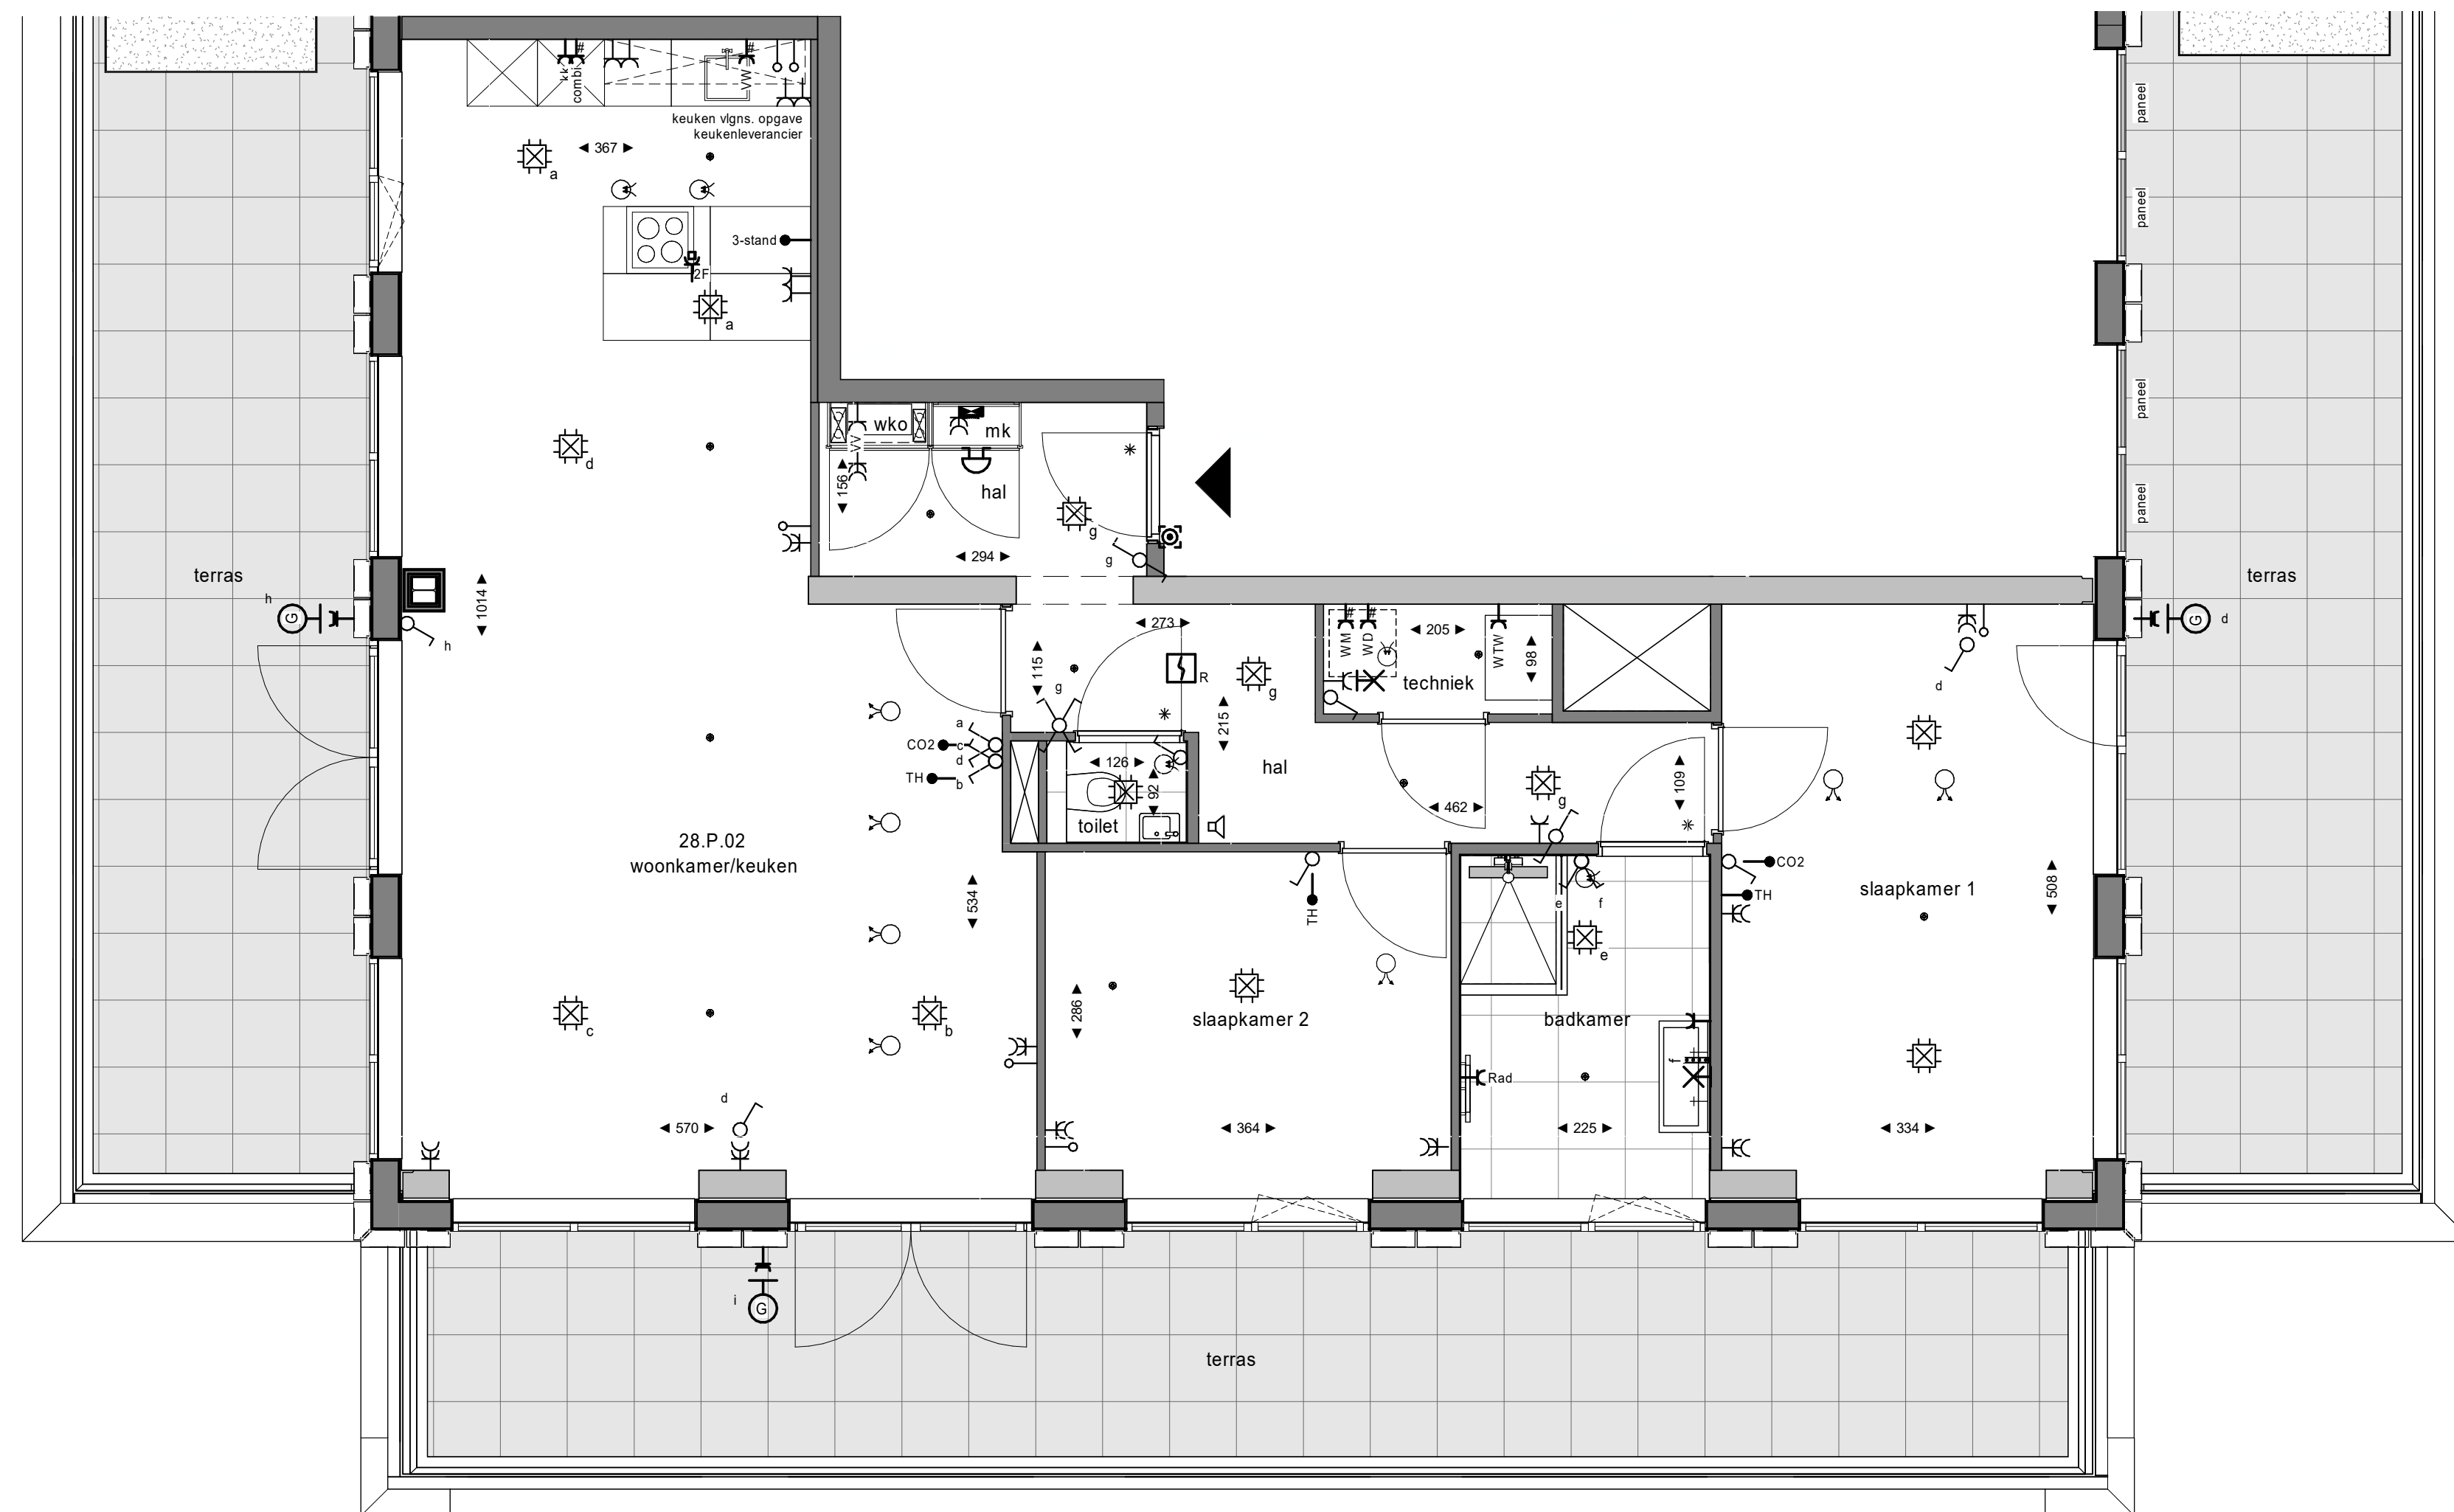 kk
combi
#
VW
#
keuken vlgns. opgave
keukenleverancier
paneel
◄ 367 ►
a
paneel
3-stand
2F
a
paneel
wko
mk
VV
◄ 156 ►
hal
*
d
g
paneel
◄ 294 ►
g
terras
terras
h
◄ 1014 ►
G
h
◄ 273 ►
WM
#
WD
#
◄ 205 ►
WTW
◄ 98 ►
G
d
◄ 115 ►
R
g
techniek
d
g
*
◄ 215 ►
a
CO2
c
d
TH
b
◄ 126 ►
◄ 92 ►
hal
◄ 109 ►
g
◄ 462 ►
toilet
*
28.P.02
woonkamer/keuken
CO2
TH
slaapkamer 1
◄ 508 ►
◄ 534 ►
TH
e
f
e
◄ 286 ►
slaapkamer 2
badkamer
c
b
f
Rad
d
◄ 570 ►
◄ 364 ►
◄ 225 ►
◄ 334 ►
i
G
terras